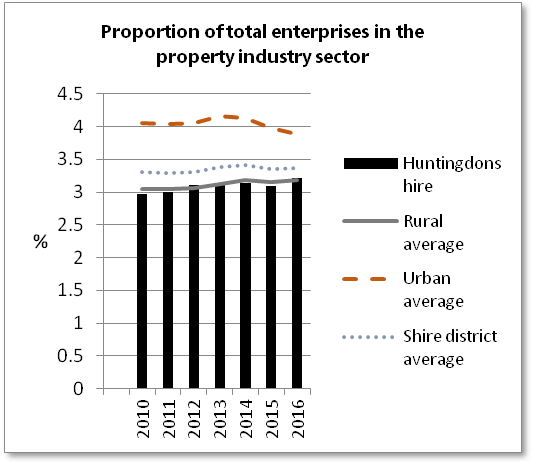 Proportion of total enterprises in the
property industry sector
4.5
4
3.5
3
2.5
2
1.5
1
0.5
0
%
2010
2011
2012
2013
2014
2015
2016
Huntingdons
hire
Rural
average
Urban
average
Shire district
average